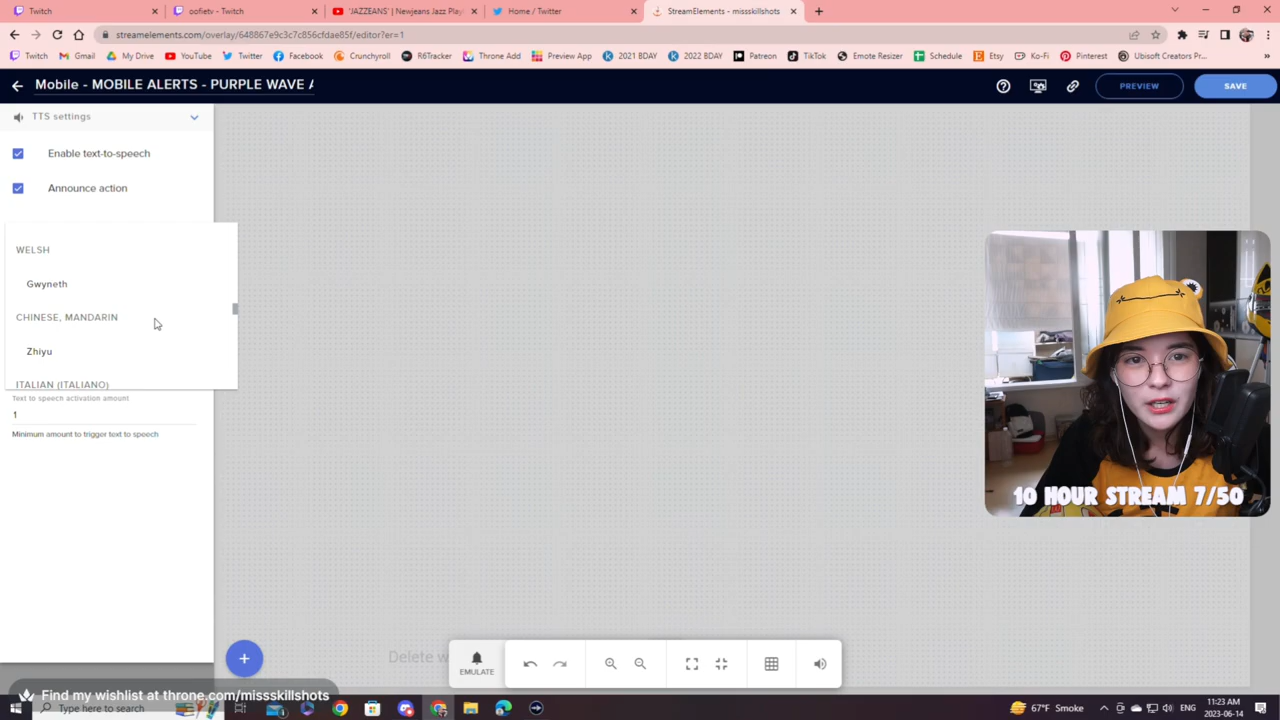 Twitch
oofietv - Twitch
'JAZZEANS' | Newjeans Jazz Play
Home / Twitter
StreamElements - missskillshots
streamelements.com/overlay/648867e9c3c7c856cfdae85f/editor?er=1
Twitch
Gmail
My Drive
YouTube
Twitter
Facebook
Crunchyroll
R6Tracker
Throne Add
Preview App
2021 BDAY
2022 BDAY
Patreon
TikTok
Emote Resizer
Schedule
Etsy
Ko-Fi
Pinterest
Ubisoft Creators Pr...
Mobile - MOBILE ALERTS - PURPLE WAVE A
PREVIEW
SAVE
TTS settings
Enable text-to-speech
Announce action
WELSH
Gwyneth
CHINESE, MANDARIN
Zhiyu
ITALIAN (ITALIANO)
Text to speech activation amount
1
Minimum amount to trigger text to speech
10 HOUR STREAM 7/50
Delete w
EMULATE
Find my wishlist at throne.com/missskillshots
Type here to search
67°F Smoke
ENG
11:23 AM
2023-06-14